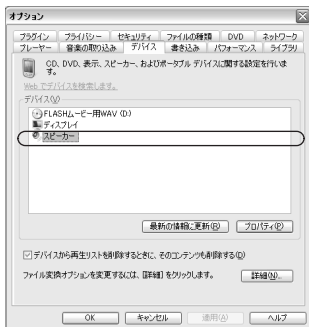 オプション
プラグイン プライバシー セキュリティ ファイルの種類 DVD ネットワーク
プレーヤー 音楽の取り込み デバイス 書き込み パフォーマンス ライブラリ
CD、DVD、表示、スピーカー、およびポータブル デバイスに関する設定を行いま
す。
Web でデバイスを検索します。
デバイス(V)
FLASHムービー用WAV (D:)
ディスプレイ
スピーカー
最新の情報に更新(R) プロパティ(P)
デバイスから再生リストを削除するときに、そのコンテンツも削除する(D)
ファイル変換オプションを変更するには、[詳細] をクリックします。 詳細(N)...
OK キャンセル 適用(A) ヘルプ